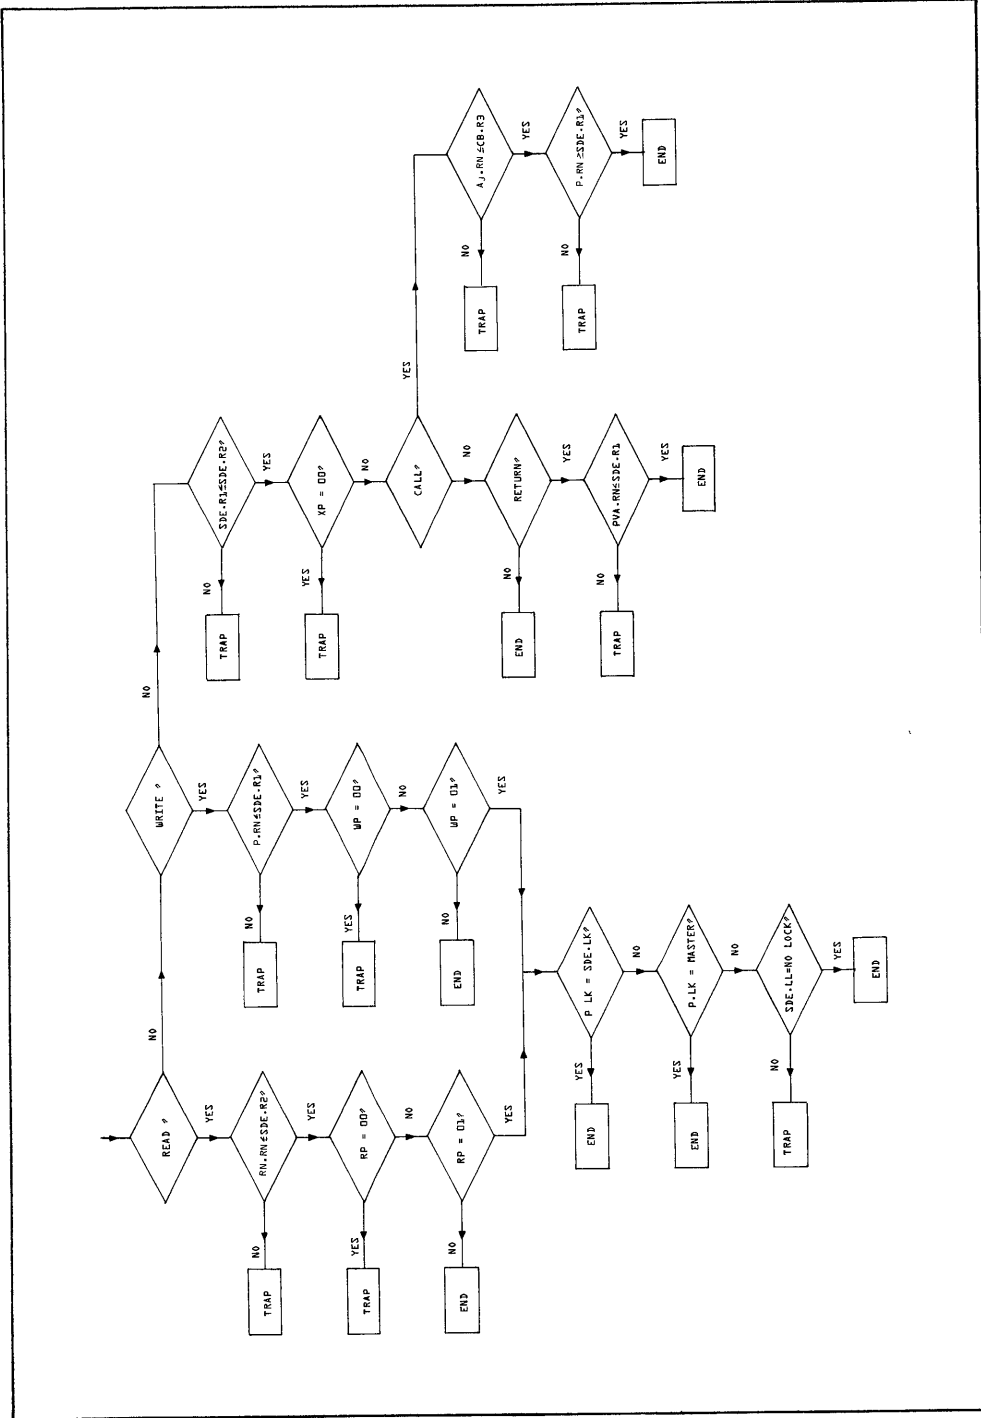 READ ?
NO
YES
RN.RN≤SDE.R2?
NO
TRAP
YES
RP = 00?
YES
TRAP
NO
RP = 01?
NO
END
YES
WRITE ?
NO
YES
P.RN≤SDE.R1?
NO
TRAP
YES
WP = 00?
YES
TRAP
NO
WP = 01?
NO
END
YES
P LK = SDE.LK?
YES
END
NO
P.LK = MASTER?
YES
END
NO
SDE.LL=NO LOCK?
NO
TRAP
YES
END
SDE.R1≤SDE.R2?
NO
TRAP
YES
XP = 00?
YES
TRAP
NO
CALL?
YES
NO
RETURN?
NO
END
YES
PVA.RN≤SDE.R1
NO
TRAP
YES
END
AJ.RN ≤CB.R3
NO
TRAP
YES
P.RN≥SDE.R1?
NO
TRAP
YES
END